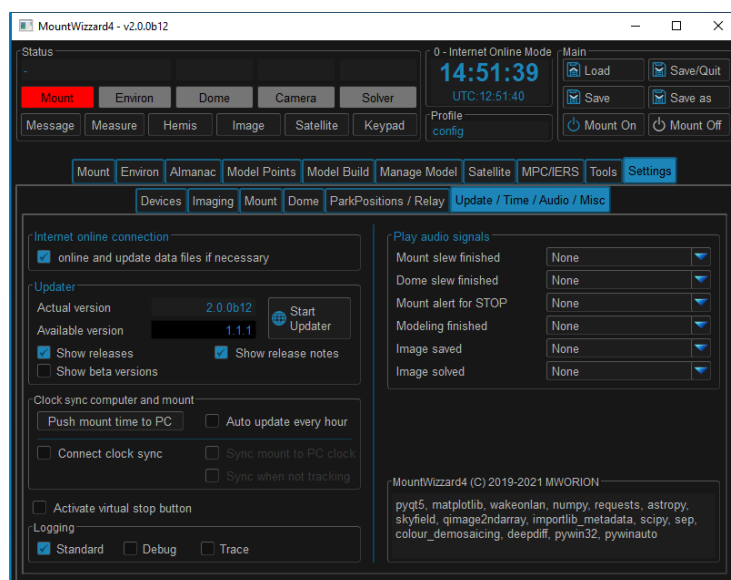 MountWizzard4 - v2.0.0b12
Status
-
Mount Environ Dome Camera Solver
Message Measure Hemis Image Satellite Keypad
0 - Internet Online Mode
14:51:39
UTC:12:51:40
Profile
config
Main
Load Save/Quit
Save Save as
Mount On Mount Off
Mount Environ Almanac Model Points Model Build Manage Model Satellite MPC/IERS Tools Settings
Devices Imaging Mount Dome ParkPositions / Relay Update / Time / Audio / Misc
Internet online connection
online and update data files if necessary
Updater
Actual version 2.0.0b12
Available version 1.1.1
Start
Updater
Show releases Show release notes
Show beta versions
Clock sync computer and mount
Push mount time to PC Auto update every hour
Connect clock sync Sync mount to PC clock
Sync when not tracking
Activate virtual stop button
Logging
Standard Debug Trace
Play audio signals
Mount slew finished None
Dome slew finished None
Mount alert for STOP None
Modeling finished None
Image saved None
Image solved None
MountWizzard4 (C) 2019-2021 MWORION
pyqt5, matplotlib, wakeonlan, numpy, requests, astropy,
skyfield, qimage2ndarray, importlib_metadata, scipy, sep,
colour_demosaicing, deepdiff, pywin32, pywinauto